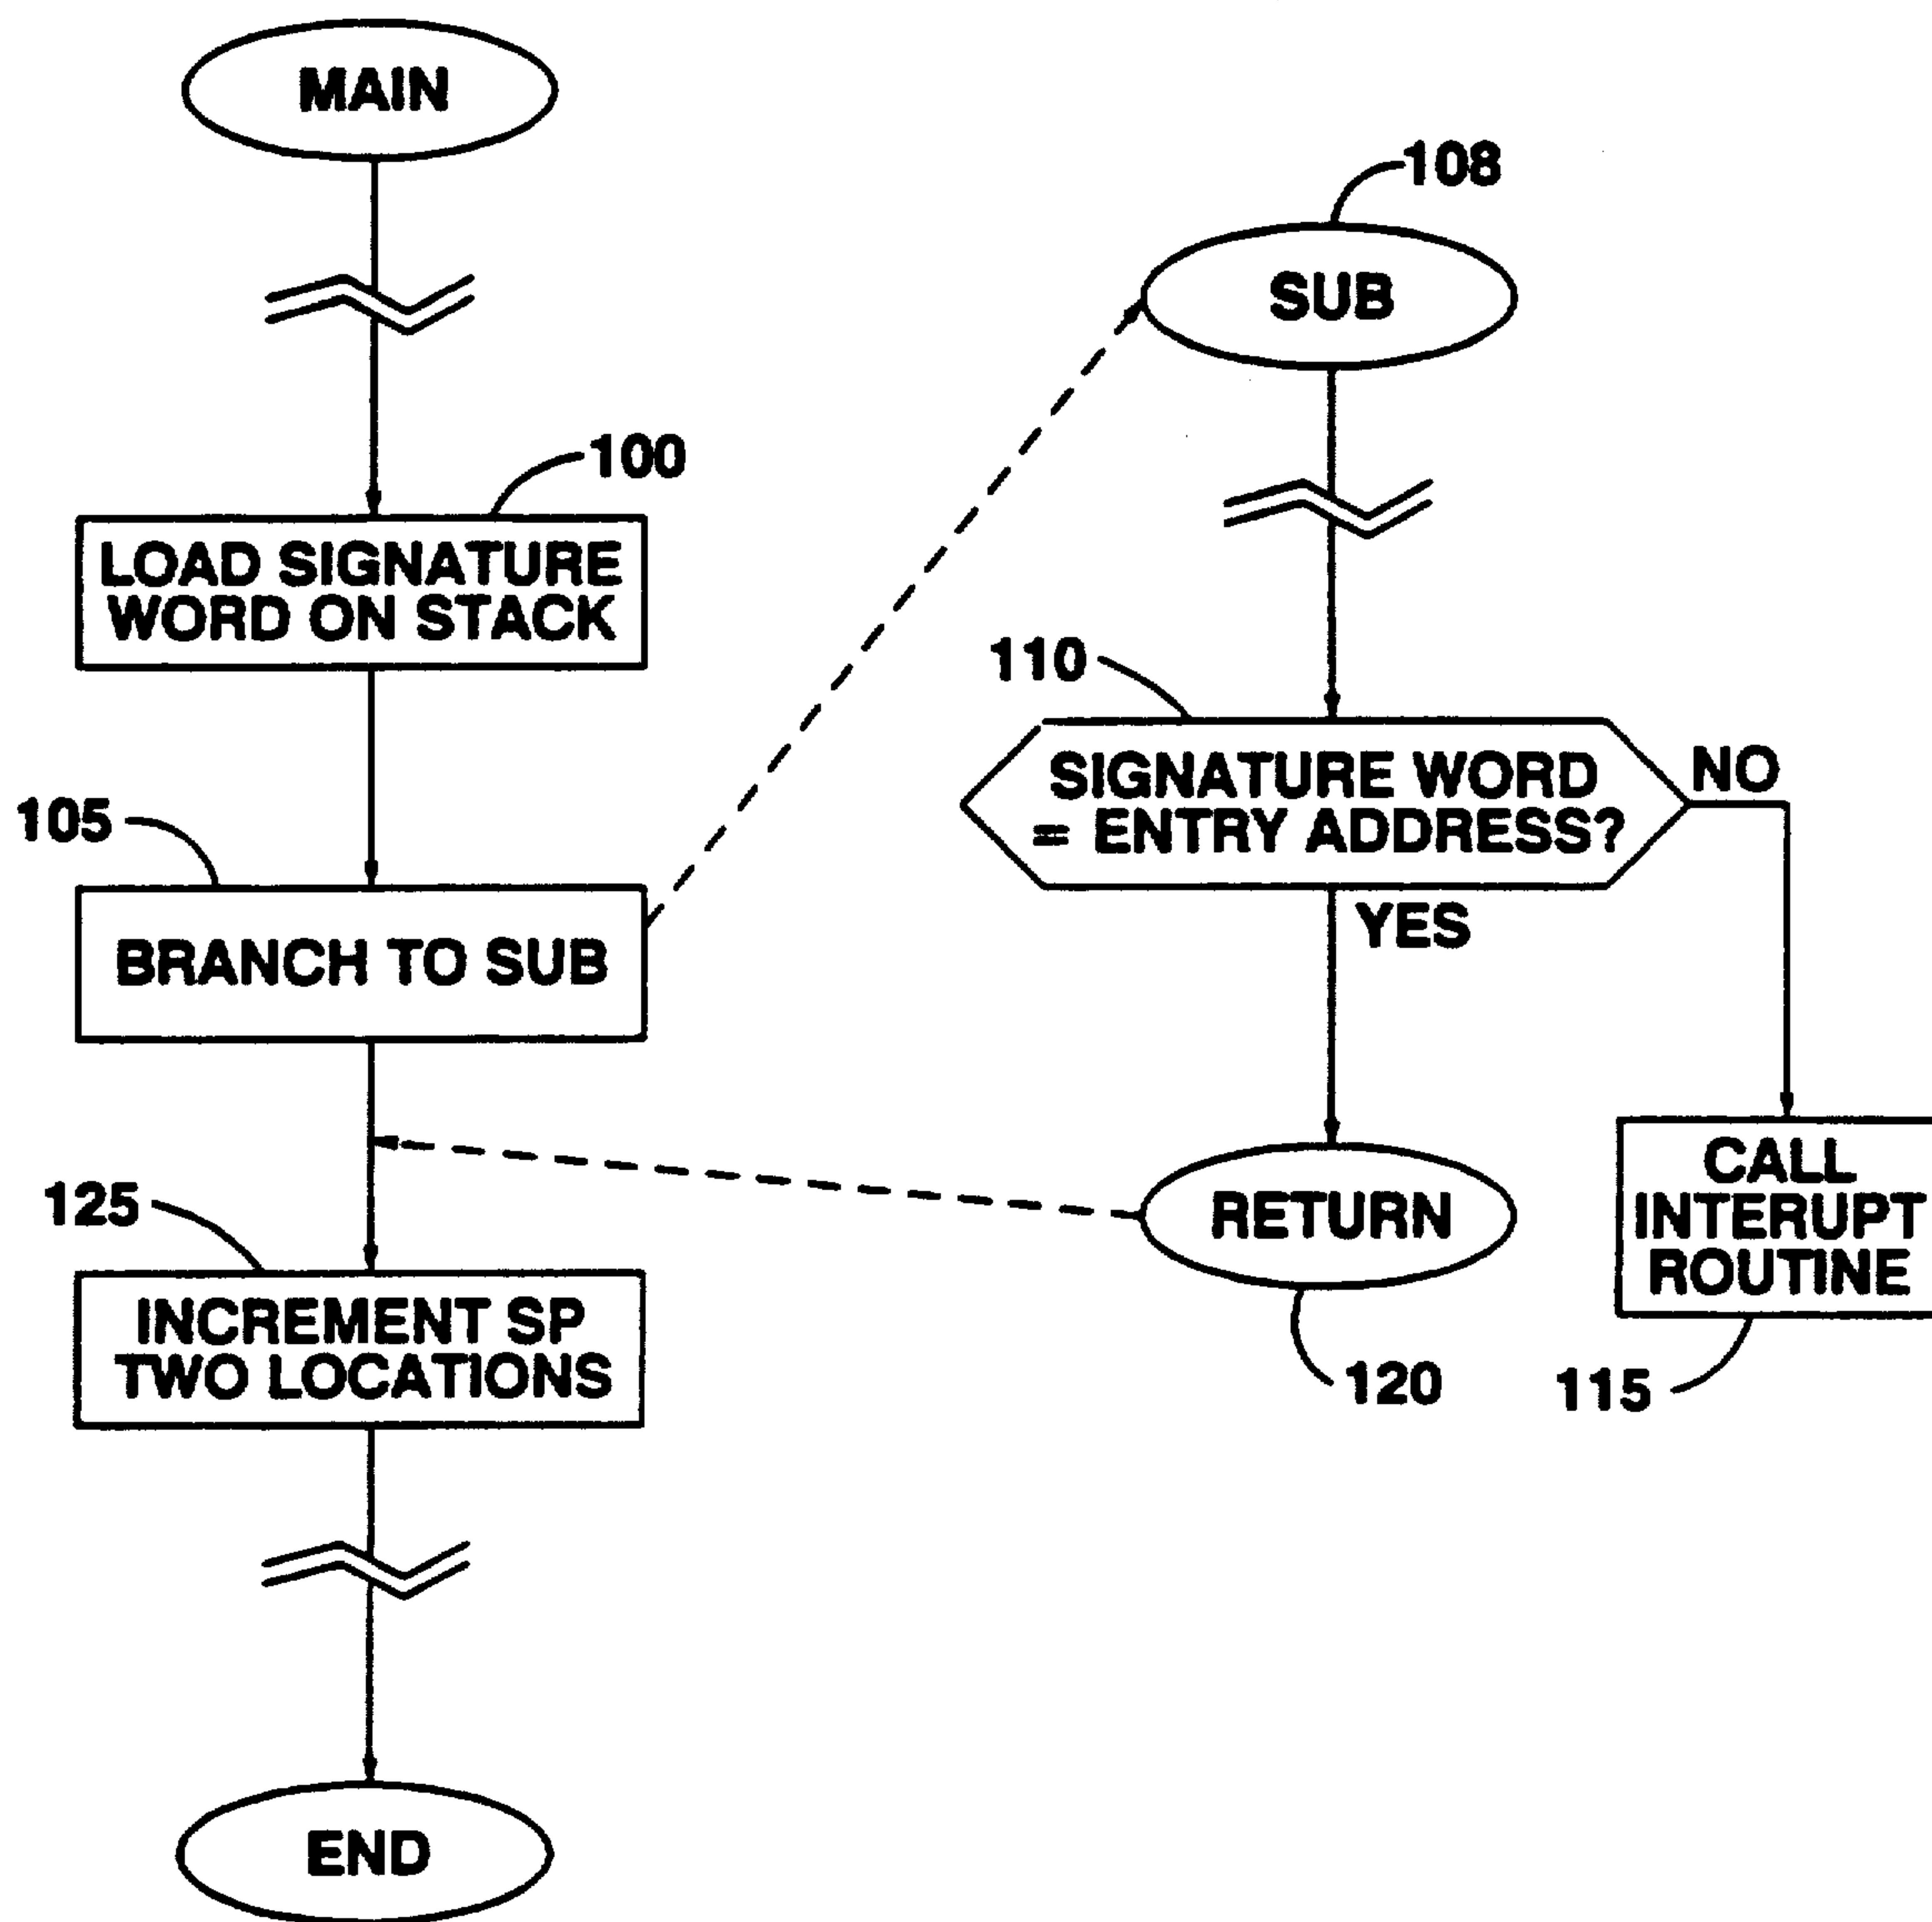 MAIN
100
LOAD SIGNATURE
WORD ON STACK
105
BRANCH TO SUB
125
INCREMENT SP
TWO LOCATIONS
END
108
SUB
110
SIGNATURE WORD
= ENTRY ADDRESS?
NO
YES
RETURN
120
CALL
INTERUPT
ROUTINE
115